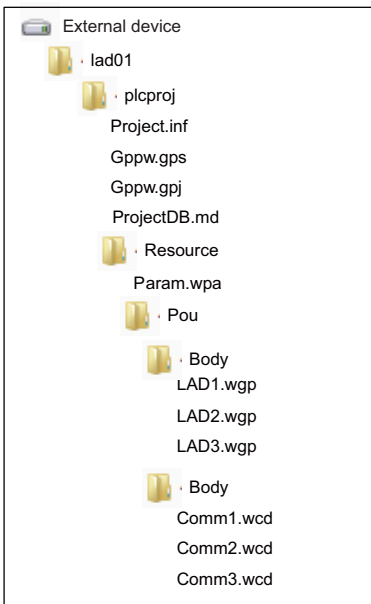 External device
lad01
plcproj
Project.inf
Gppw.gps
Gppw.gpj
ProjectDB.md
Resource
Param.wpa
Pou
Body
LAD1.wgp
LAD2.wgp
LAD3.wgp
Body
Comm1.wcd
Comm2.wcd
Comm3.wcd